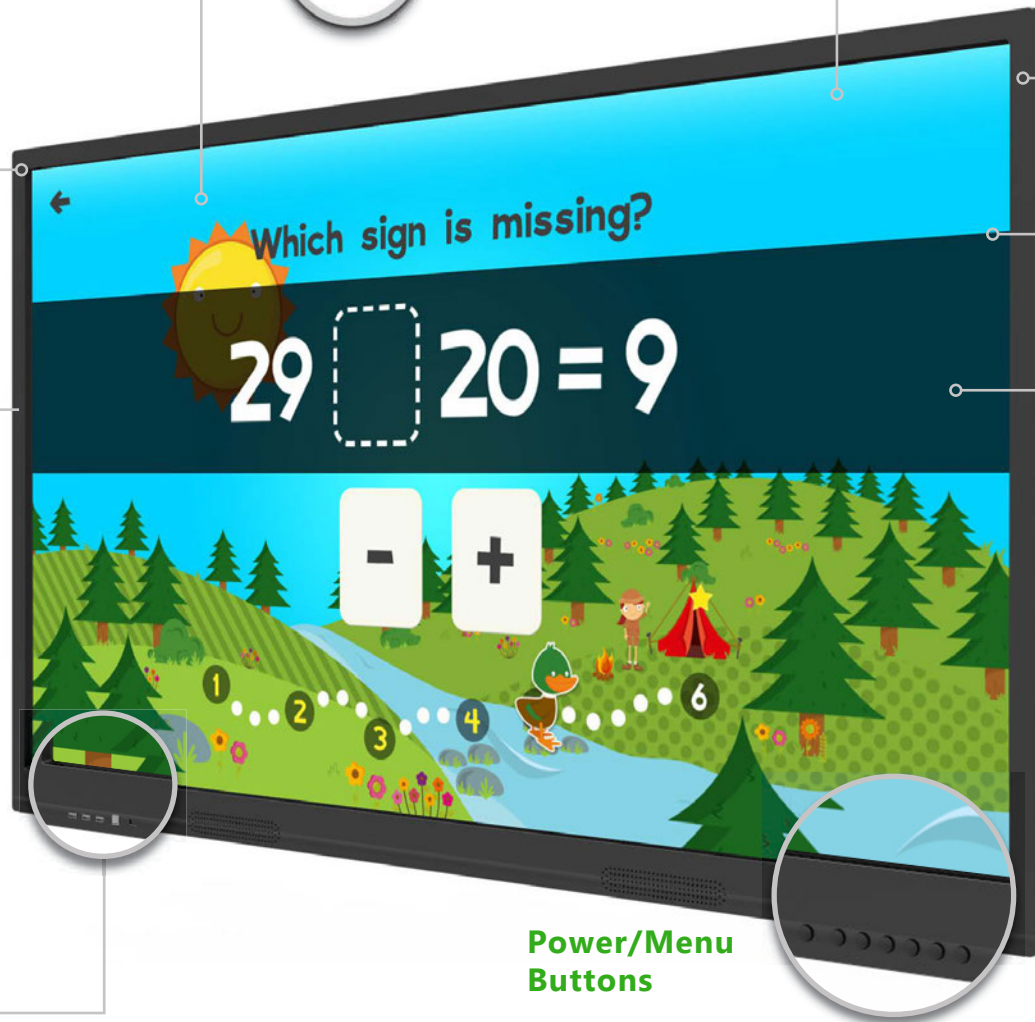 Which sign is missing?
29 20 = 9
- +
1 2 3 4 6
Power/Menu
Buttons